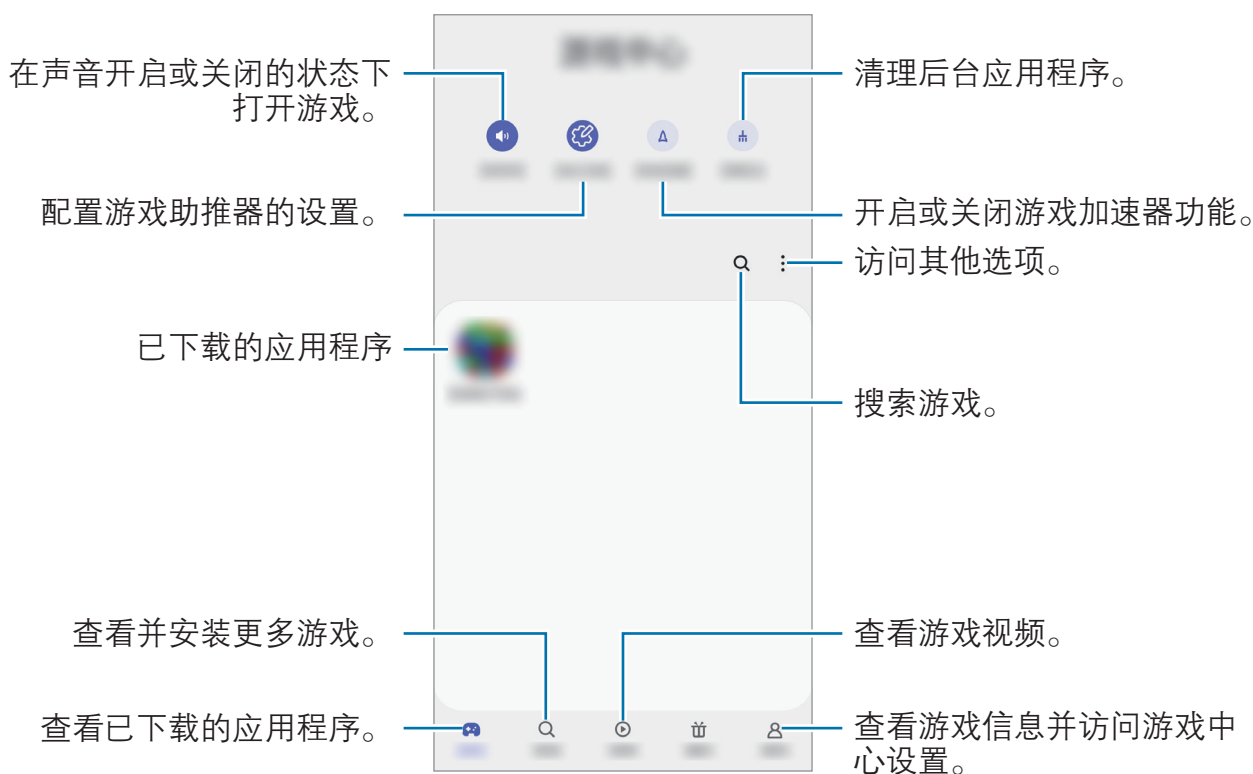 在声音开启或关闭的状态下
打开游戏。
清理后台应用程序。
配置游戏助推器的设置。
开启或关闭游戏加速器功能。
访问其他选项。
已下载的应用程序
搜索游戏。
查看并安装更多游戏。
查看游戏视频。
查看已下载的应用程序。
查看游戏信息并访问游戏中
心设置。